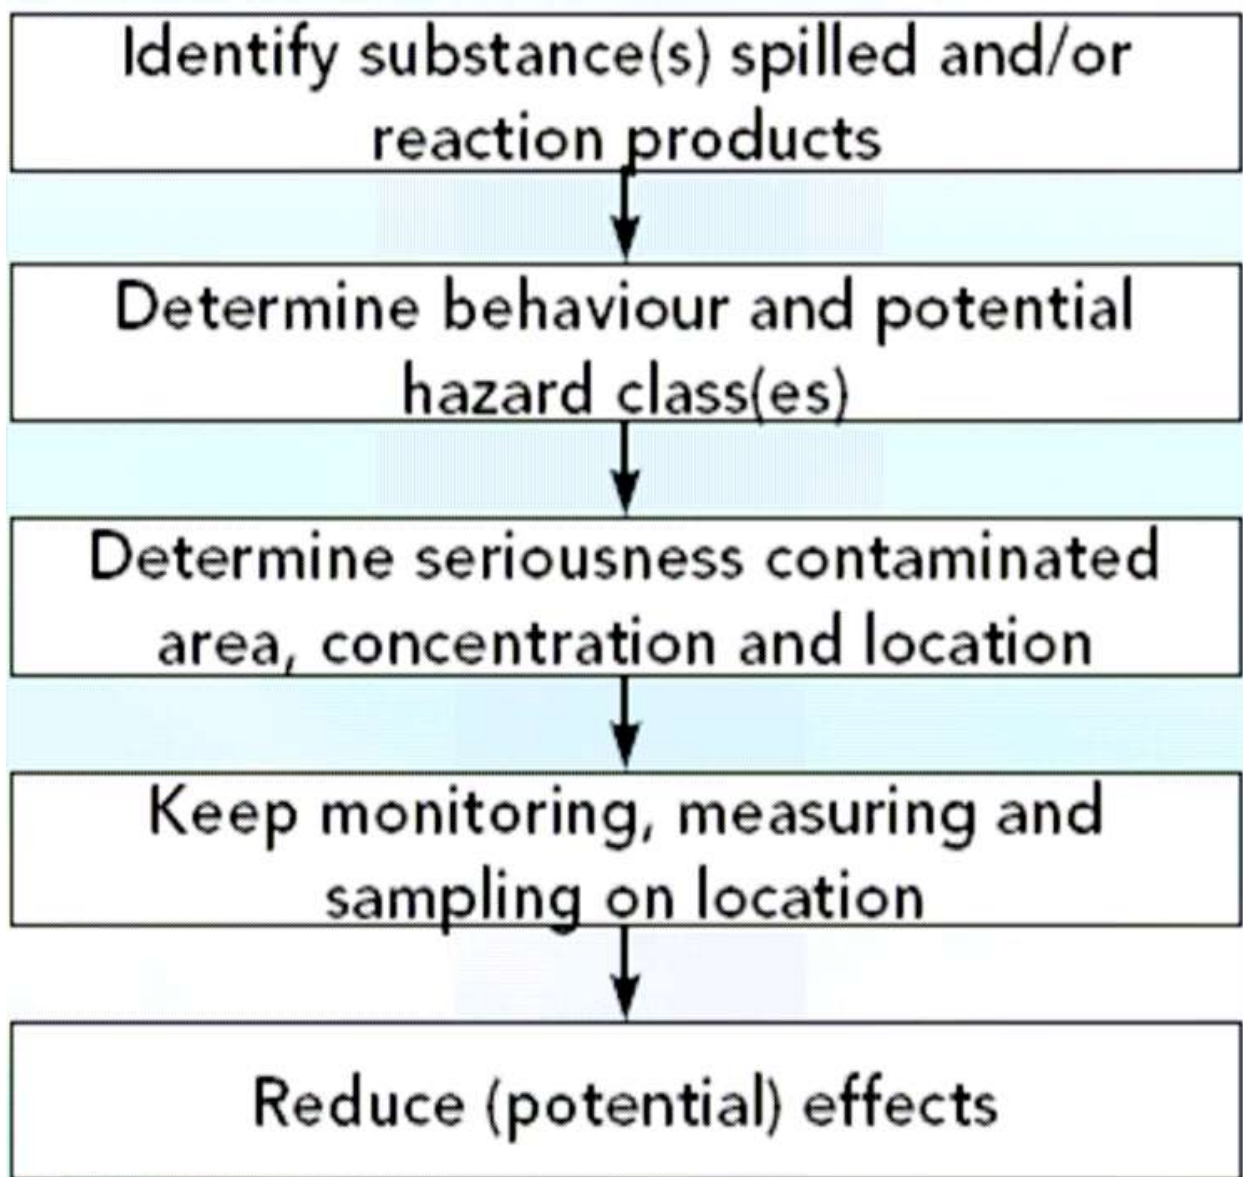 Identify substance(s) spilled and/or
reaction products
Determine behaviour and potential
hazard class(es)
Determine seriousness contaminated
area, concentration and location
Keep monitoring, measuring and
sampling on location
Reduce (potential) effects